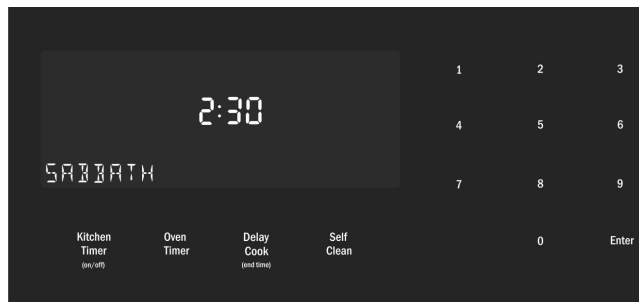 2:30
SABBATH
1 2 3
4 5 6
7 8 9
0 Enter
Kitchen Timer (on/off)
Oven Timer
Delay Cook (end time)
Self Clean